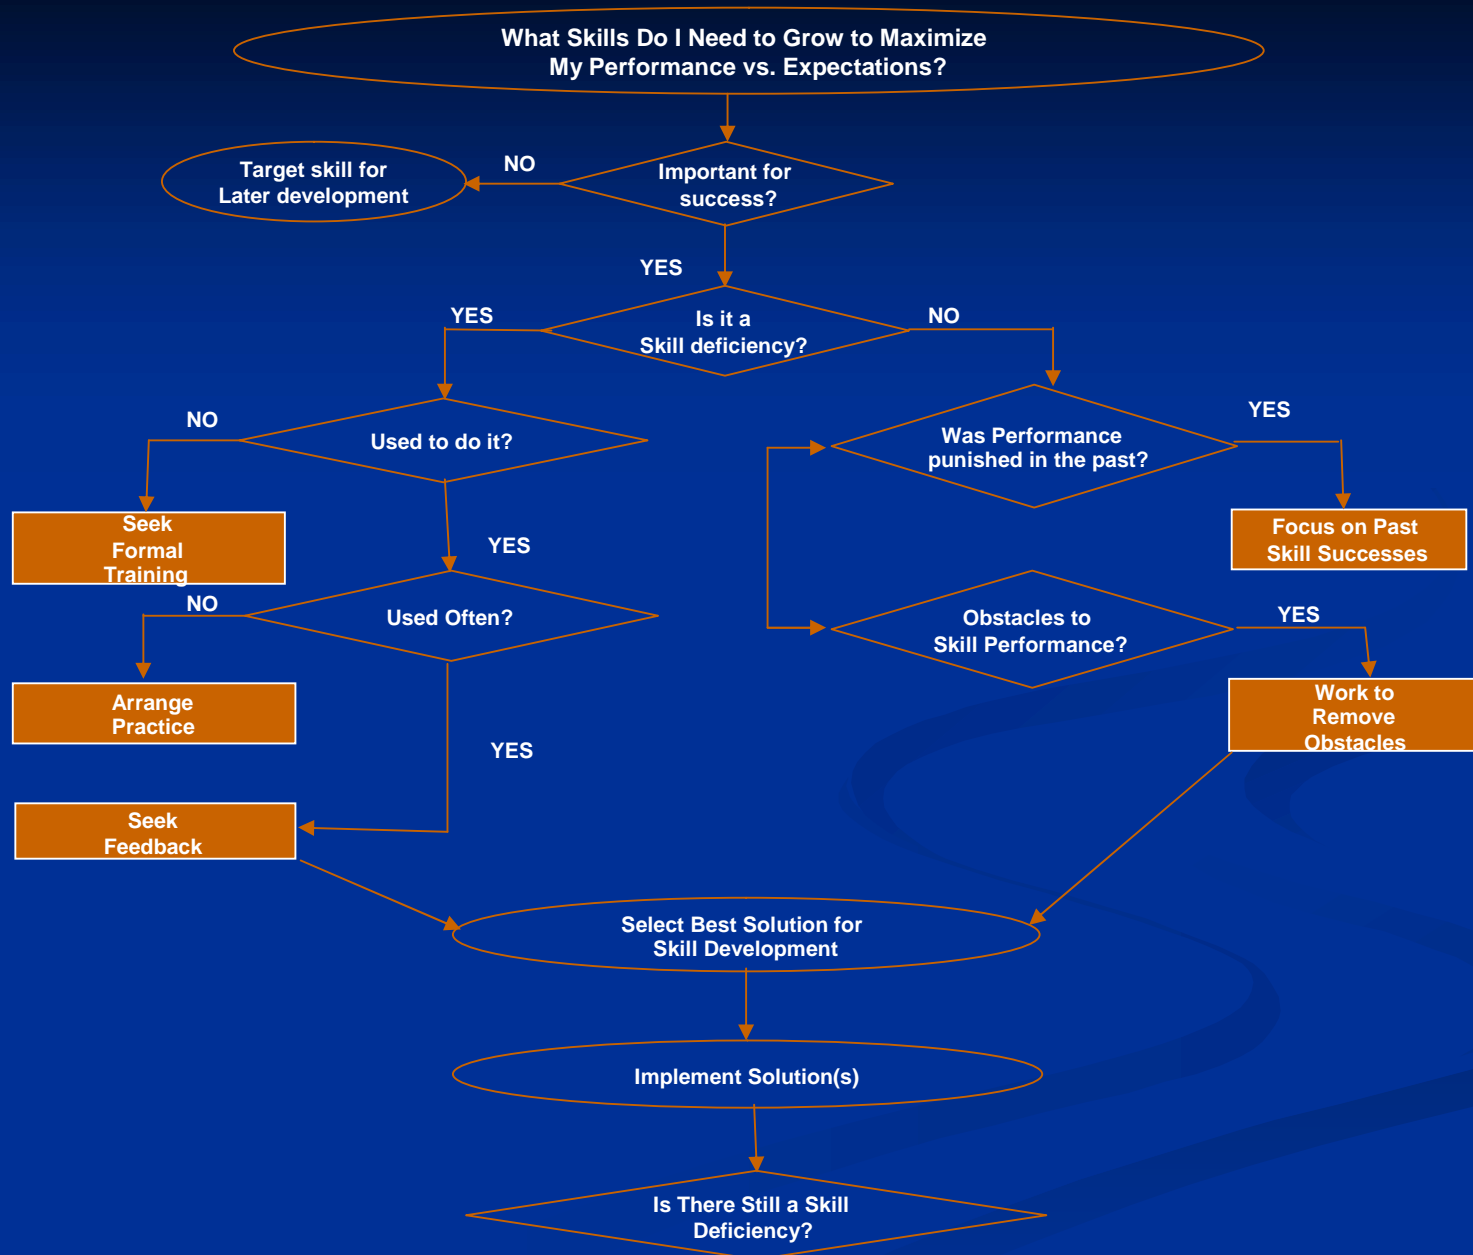 What Skills Do I Need to Grow to Maximize
My Performance vs. Expectations?
NO
Target skill for
Later development
Important for
success?
YES
YES
Is it a
Skill deficiency?
NO
NO
Used to do it?
Was Performance
punished in the past?
YES
Seek
Formal
Training
YES
Focus on Past
Skill Successes
NO
Used Often?
Obstacles to
Skill Performance?
YES
Arrange
Practice
YES
Work to
Remove
Obstacles
Seek
Feedback
Select Best Solution for
Skill Development
Implement Solution(s)
Is There Still a Skill
Deficiency?